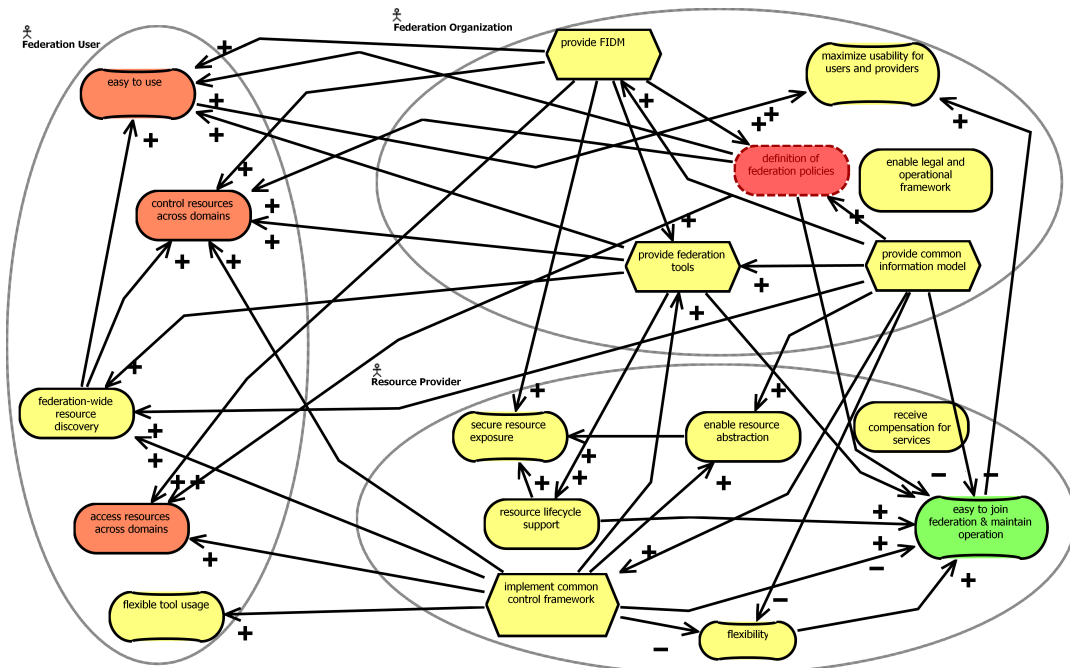 Federation User
Federation Organization
provide FIDM
maximize usability for
users and providers
easy to use
definition of
federation policies
enable legal and
operational
framework
control resources
across domains
provide federation
tools
provide common
information model
Resource Provider
federation-wide
resource
discovery
secure resource
exposure
enable resource
abstraction
receive
compensation for
services
access resources
across domains
resource lifecycle
support
easy to join
federation & maintain
operation
implement common
control framework
flexible tool usage
flexibility